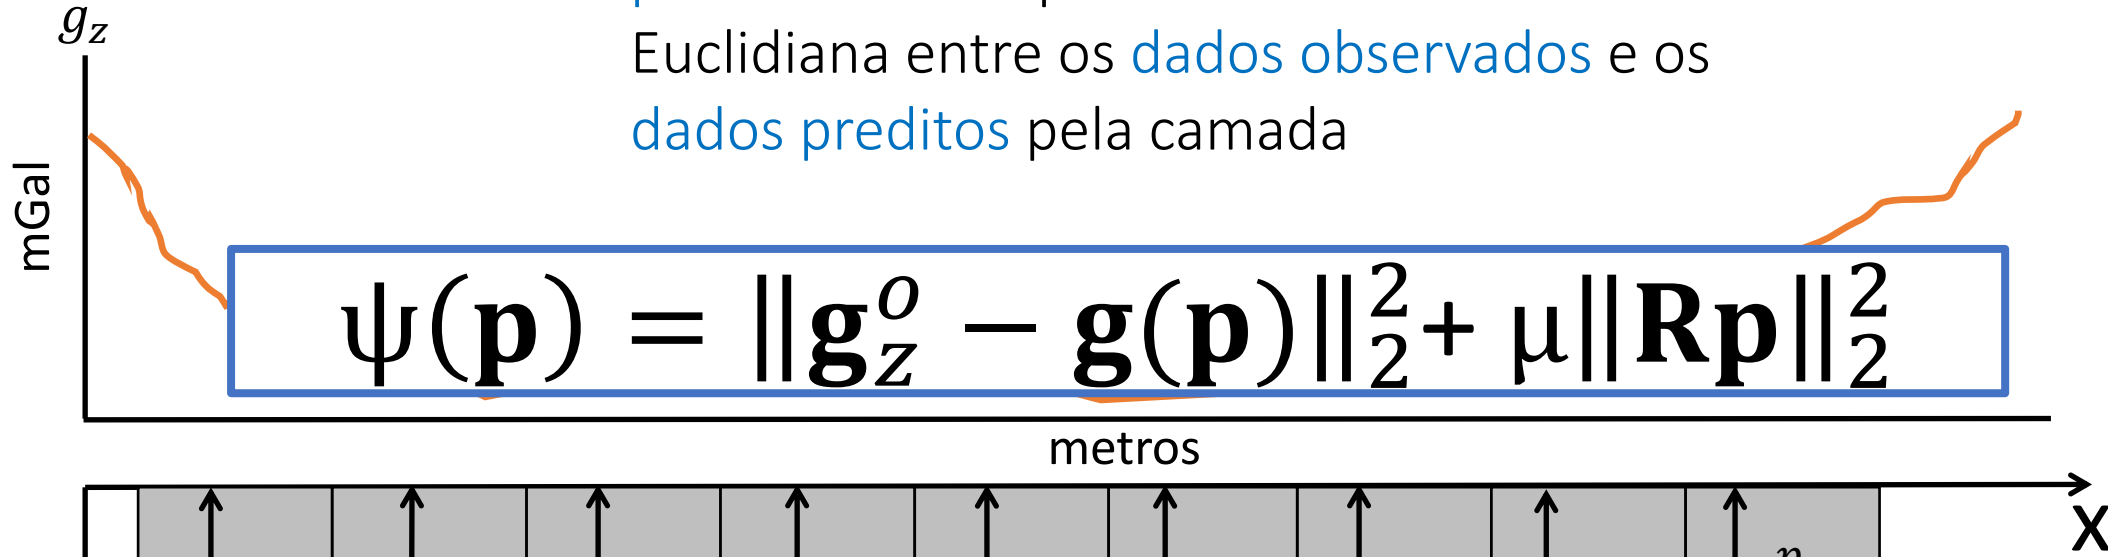 g_z
Euclidiana entre os dados observados e os
dados preditos pela camada
mGal
ψ(𝐩) = ‖𝐠_z^o − 𝐠(𝐩)‖_2^2 + μ‖𝐑𝐩‖_2^2
metros
X